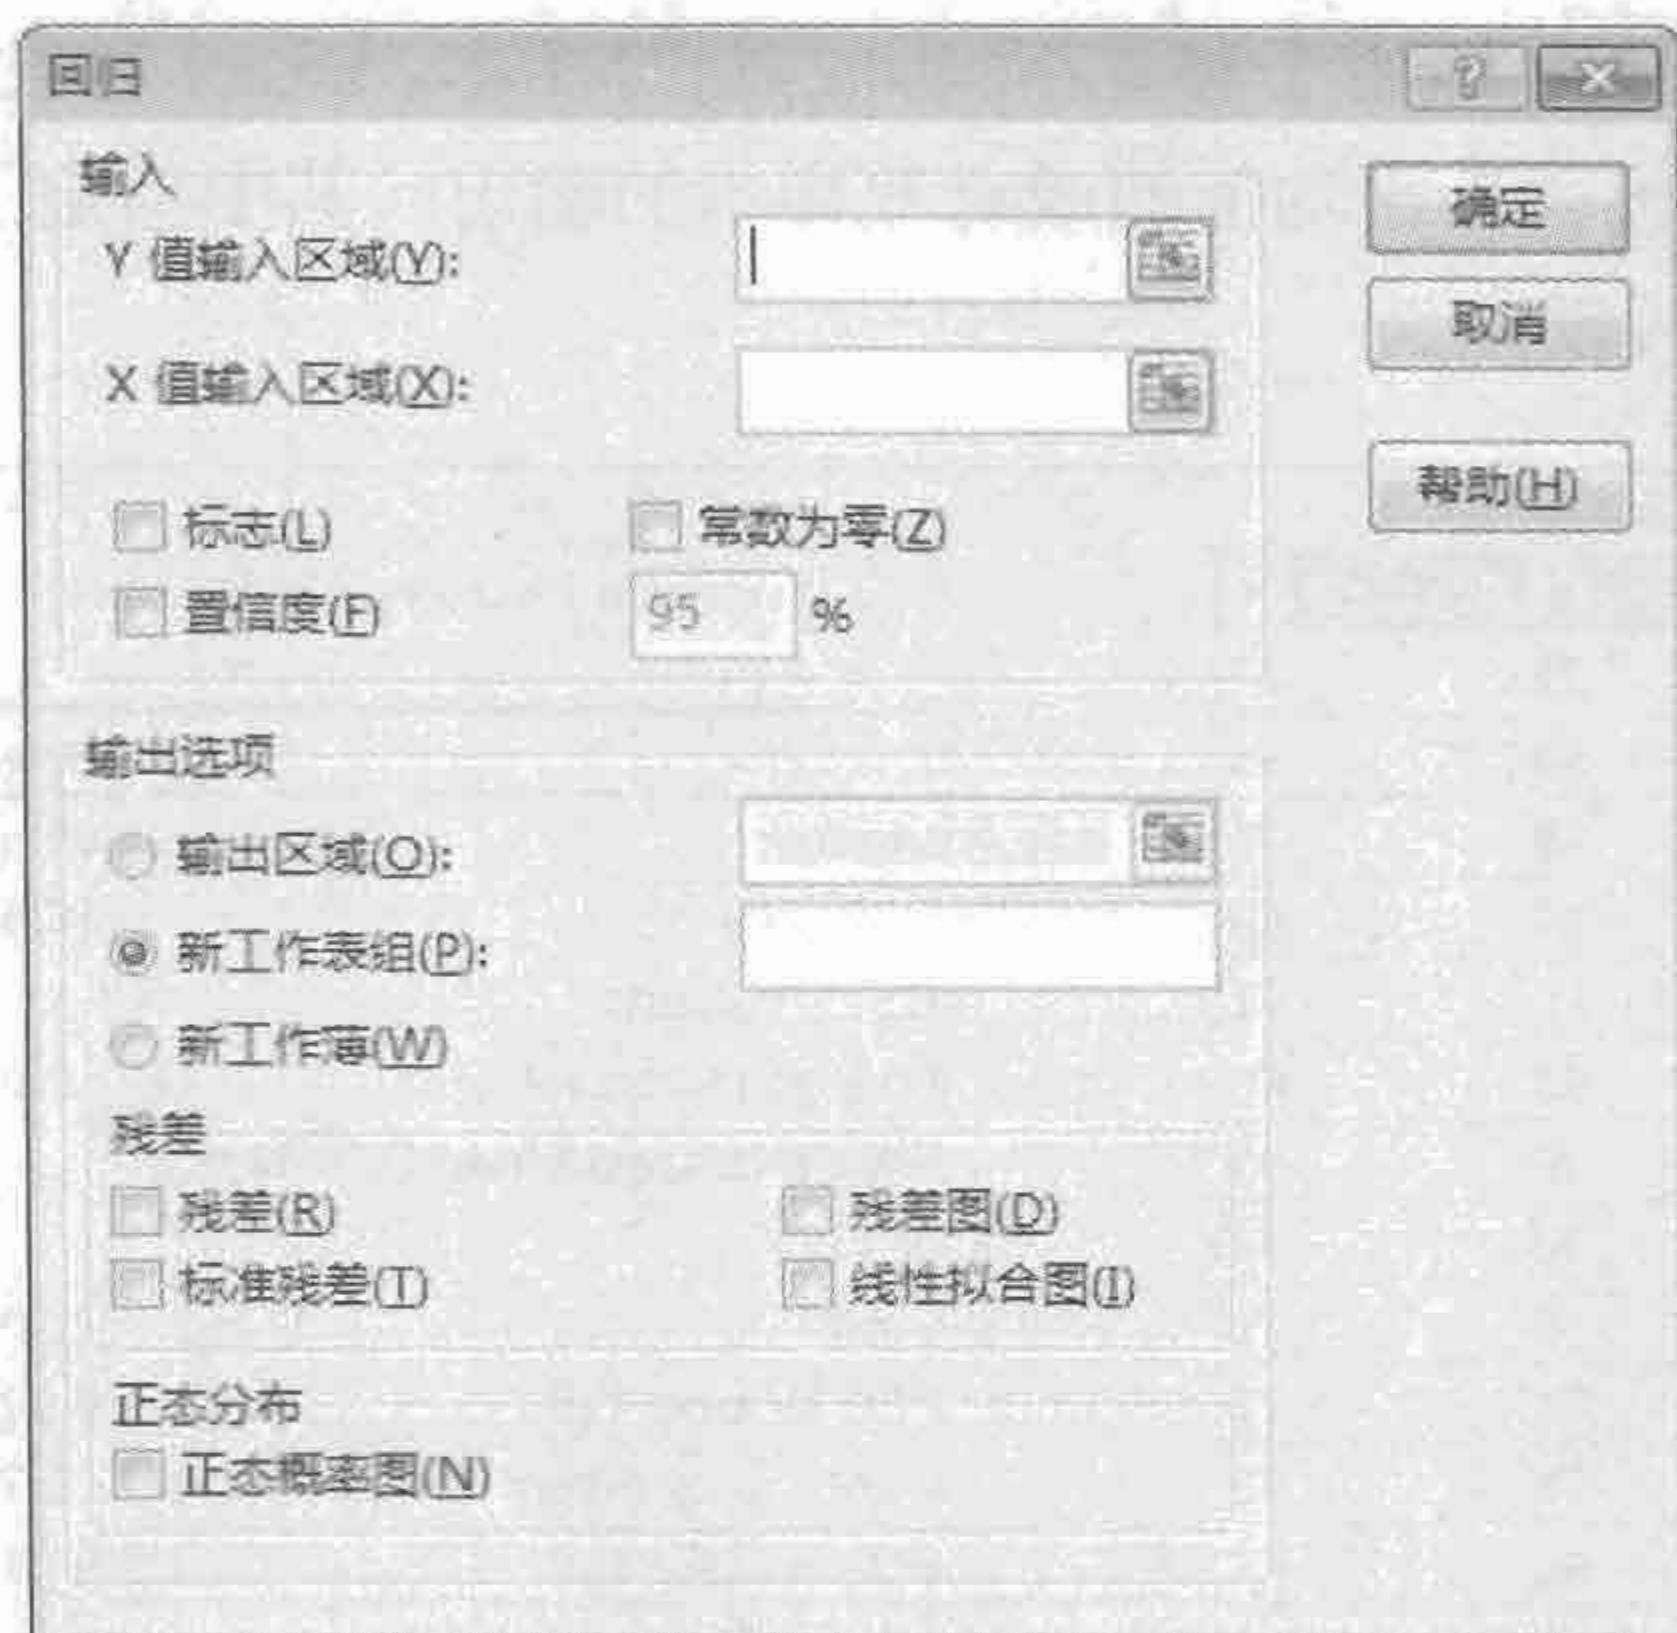 回归
输入
Y 值输入区域(Y):
X 值输入区域(X):
标志(L) 常数为零(Z)
置信度(F) 95 %
确定
取消
帮助(H)
输出选项
输出区域(O):
新工作表组(P):
新工作薄(W)
残差
残差(R) 残差图(D)
标准残差(T) 线性拟合图(I)
正态分布
正态概率图(N)